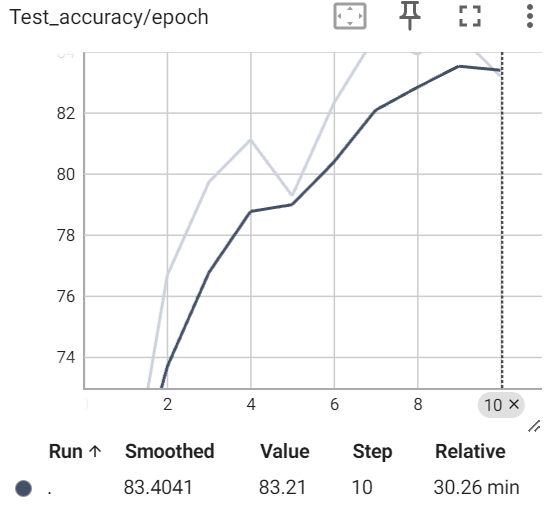 Test_accuracy/epoch
82
80
78
76
74
2 4 6 8 10 ×
Run ↑ Smoothed Value Step Relative
. 83.4041 83.21 10 30.26 min